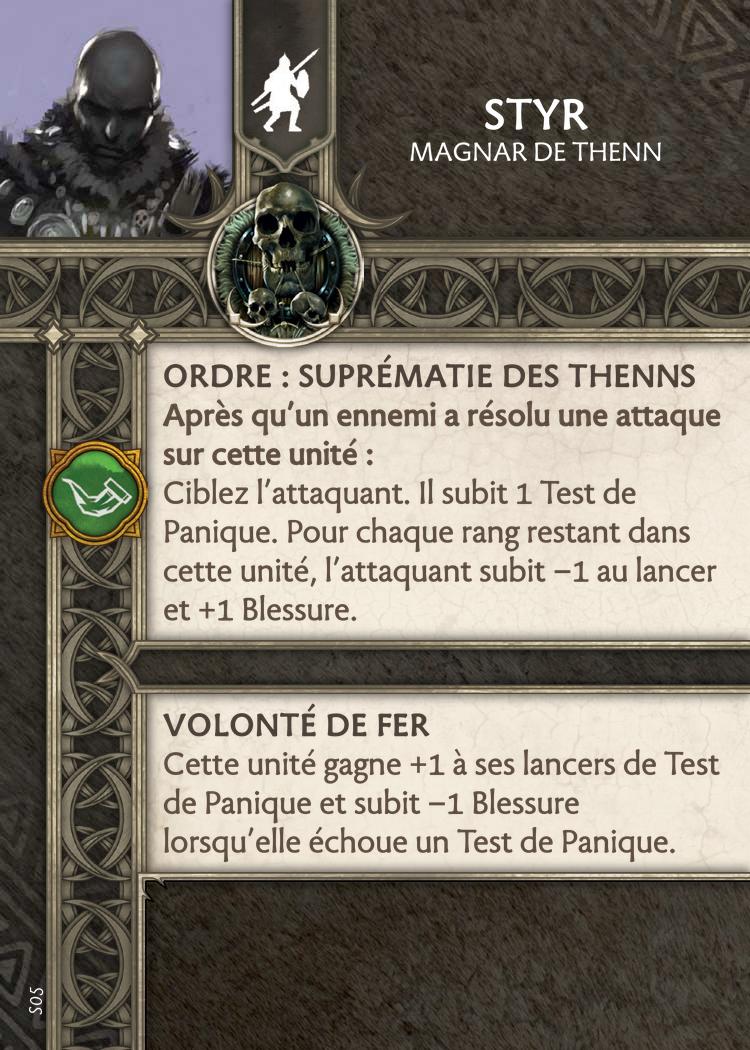 STYR
MAGNAR DE THENN
ORDRE : SUPRÉMATIE DES THENNS
Après qu'un ennemi a résolu une attaque
sur cette unité :
Ciblez l'attaquant. Il subit 1 Test de
Panique. Pour chaque rang restant dans
cette unité, l'attaquant subit −1 au lancer
et +1 Blessure.
VOLONTÉ DE FER
Cette unité gagne +1 à ses lancers de Test
de Panique et subit −1 Blessure
lorsqu'elle échoue un Test de Panique.
S05